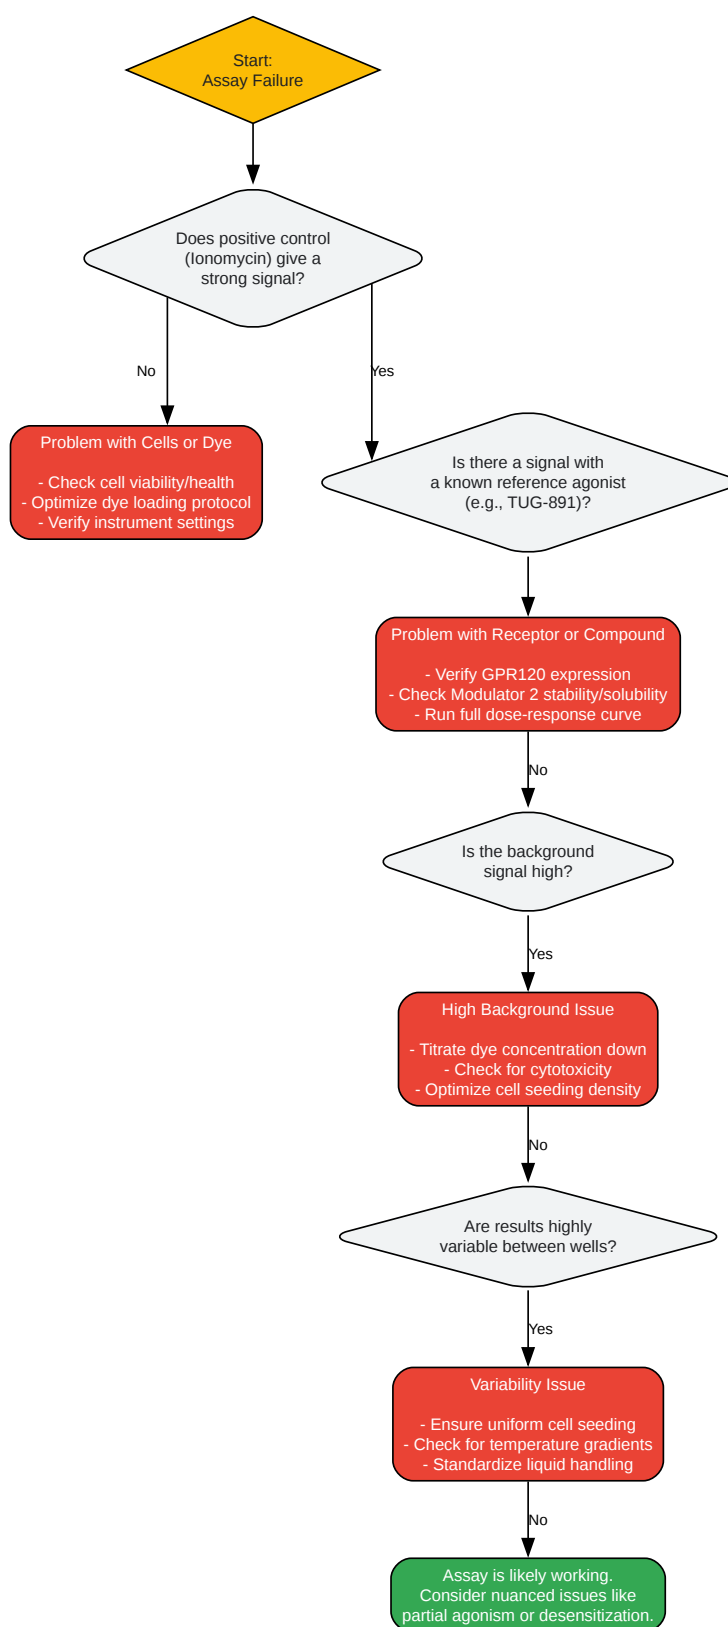 Start:
Assay Failure
Does positive control
(Ionomycin) give a
strong signal?
No
Yes
Problem with Cells or Dye
- Check cell viability/health
- Optimize dye loading protocol
- Verify instrument settings
Is there a signal with
a known reference agonist
(e.g., TUG-891)?
Problem with Receptor or Compound
- Verify GPR120 expression
- Check Modulator 2 stability/solubility
- Run full dose-response curve
No
Is the background
signal high?
Yes
High Background Issue
- Titrate dye concentration down
- Check for cytotoxicity
- Optimize cell seeding density
No
Are results highly
variable between wells?
Yes
Variability Issue
- Ensure uniform cell seeding
- Check for temperature gradients
- Standardize liquid handling
No
Assay is likely working.
Consider nuanced issues like
partial agonism or desensitization.